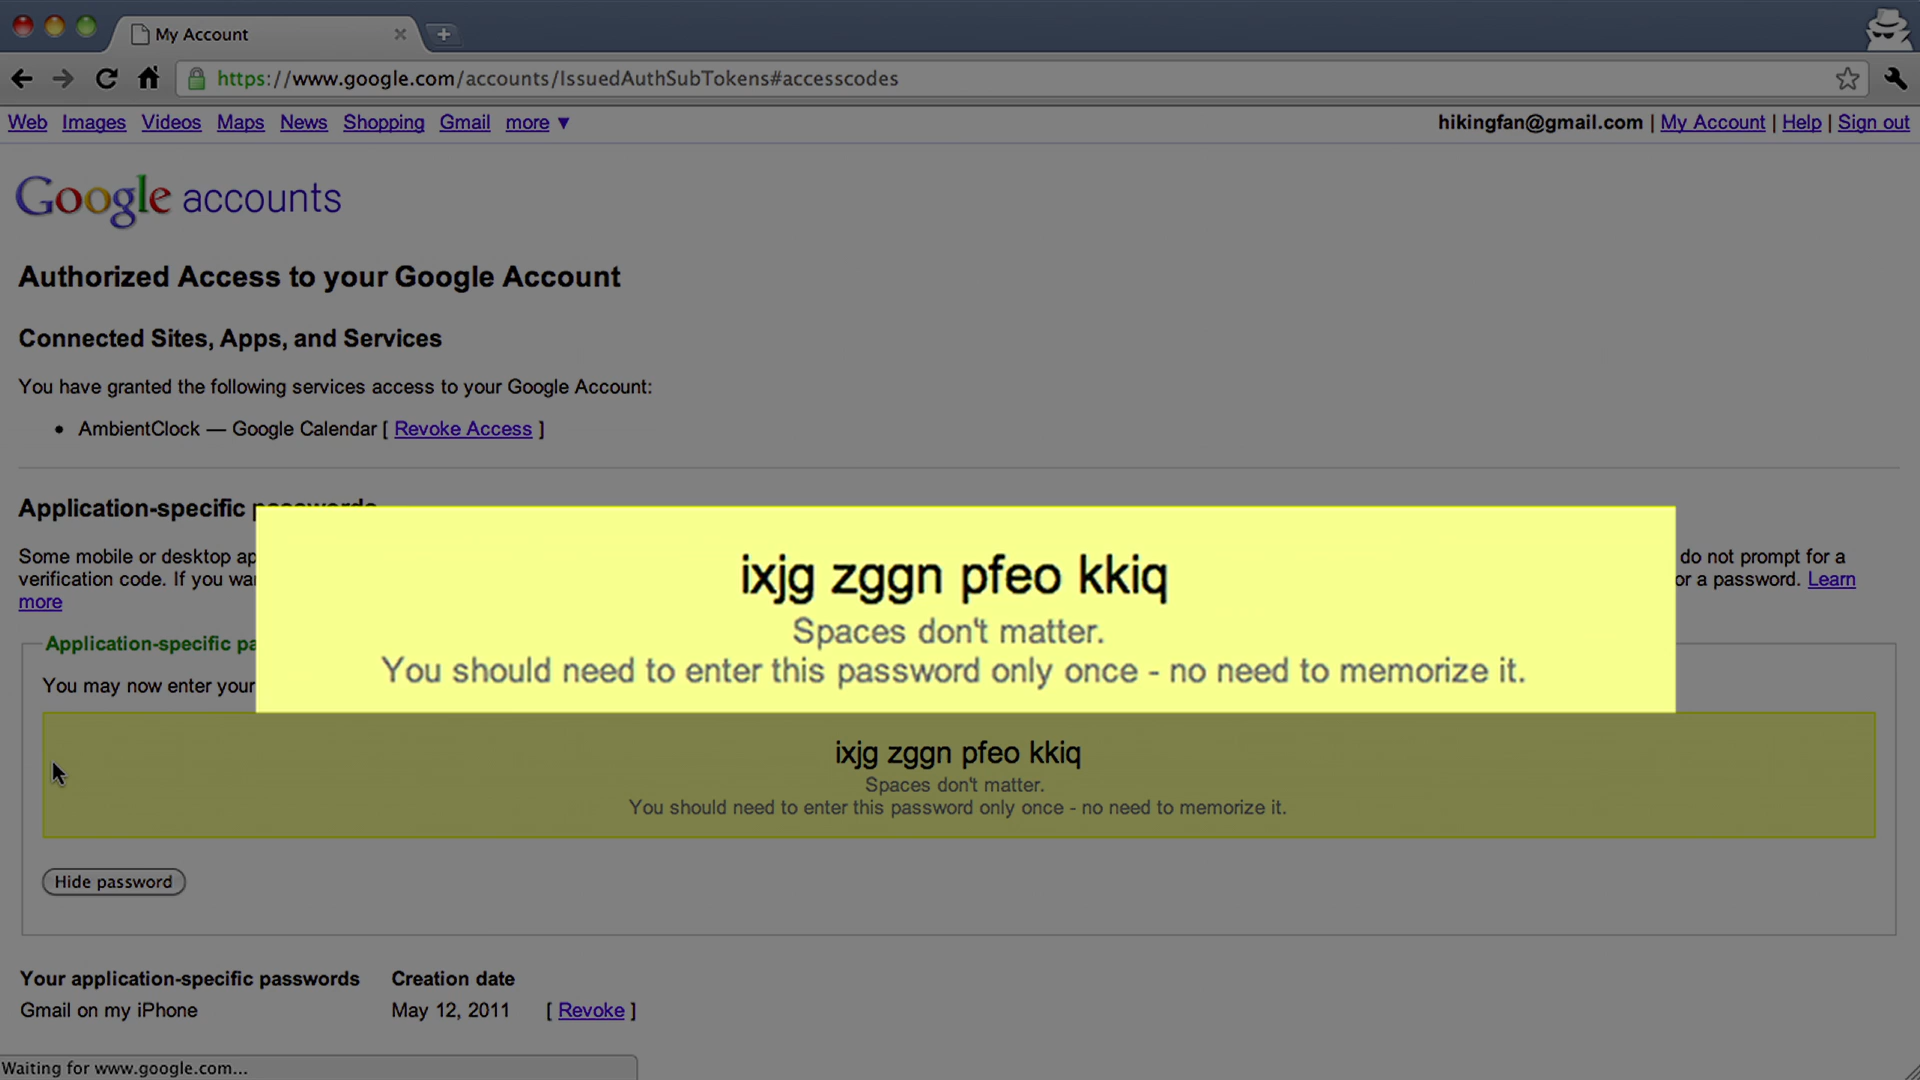 My Account
https://www.google.com/accounts/IssuedAuthSubTokens#accesscodes
Web Images Videos Maps News Shopping Gmail more ▼ hikingfan@gmail.com | My Account | Help | Sign out
Google accounts
Authorized Access to your Google Account
Connected Sites, Apps, and Services
You have granted the following services access to your Google Account:
• AmbientClock — Google Calendar [ Revoke Access ]
Application-specific passwords
Some mobile or desktop ap do not prompt for a
verification code. If you wa or a password. Learn
more
ixjg zggn pfeo kkiq
Spaces don't matter.
You should need to enter this password only once - no need to memorize it.
Application-specific pa
You may now enter your
ixjg zggn pfeo kkiq
Spaces don't matter.
You should need to enter this password only once - no need to memorize it.
Hide password
Your application-specific passwords Creation date
Gmail on my iPhone May 12, 2011 [ Revoke ]
Waiting for www.google.com...